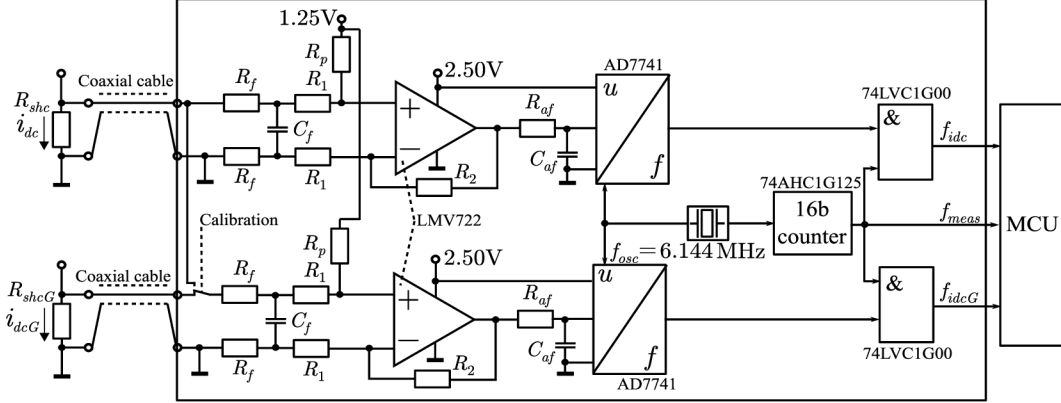 1.25V
Coaxial cable
R_f
R_1
R_p
2.50V
AD7741
R_shc
i_dc
C_f
+
−
R_af
u
74LVC1G00
&
f_idc
R_f
R_1
R_2
C_af
f
74AHC1G125
Calibration
LMV722
16b
counter
f_meas
MCU
R_p
f_osc = 6.144 MHz
Coaxial cable
R_f
R_1
2.50V
u
R_shcG
i_dcG
C_f
+
−
R_af
&
f_idcG
R_f
R_1
R_2
C_af
f
74LVC1G00
AD7741